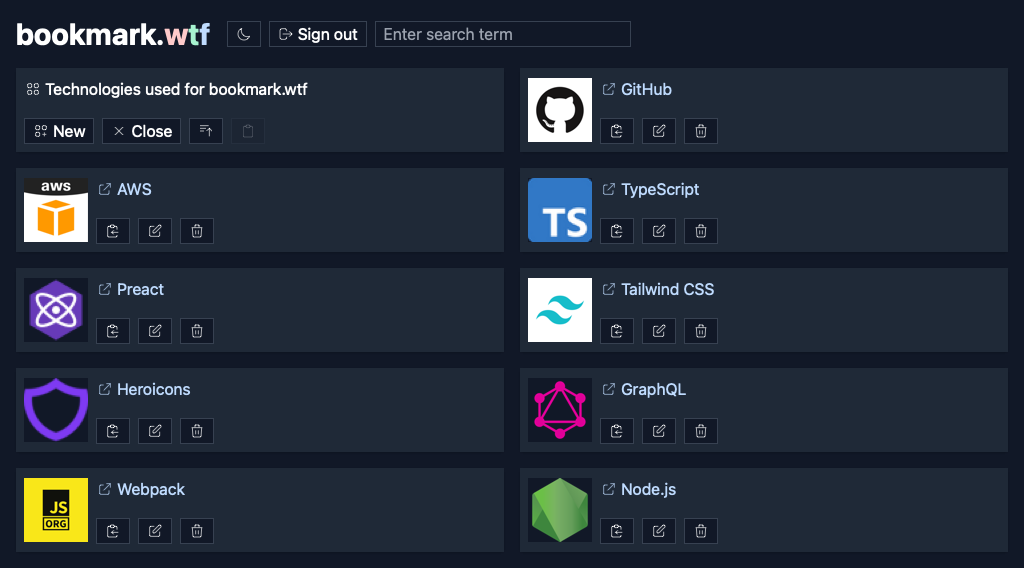 bookmark.wtf
Sign out
Enter search term
Technologies used for bookmark.wtf
New
Close
GitHub
aws
AWS
TS
TypeScript
Preact
Tailwind CSS
Heroicons
GraphQL
JS
ORG
Webpack
Node.js